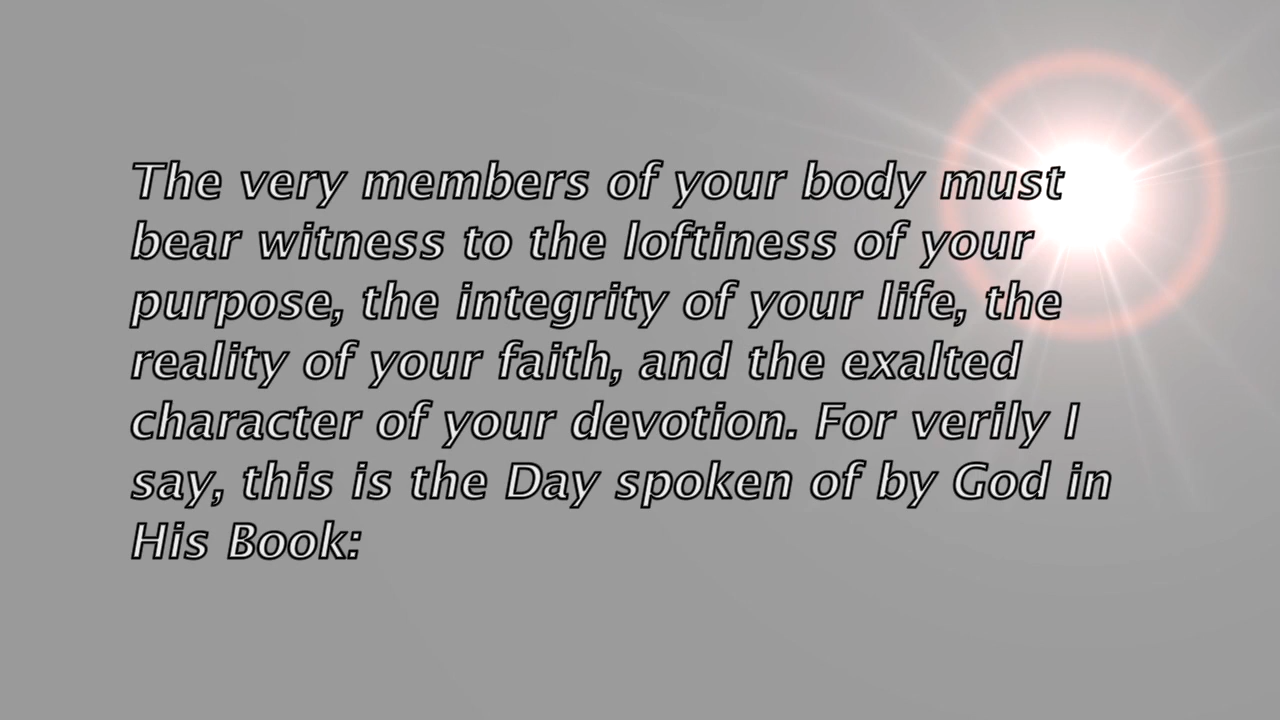 The very members of your body must
bear witness to the loftiness of your
purpose, the integrity of your life, the
reality of your faith, and the exalted
character of your devotion. For verily I
say, this is the Day spoken of by God in
His Book: